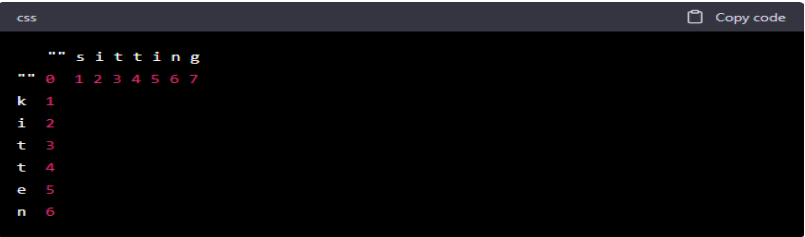 css Copy code
"" s i t t i n g
"" 0 1 2 3 4 5 6 7
k 1
i 2
t 3
t 4
e 5
n 6